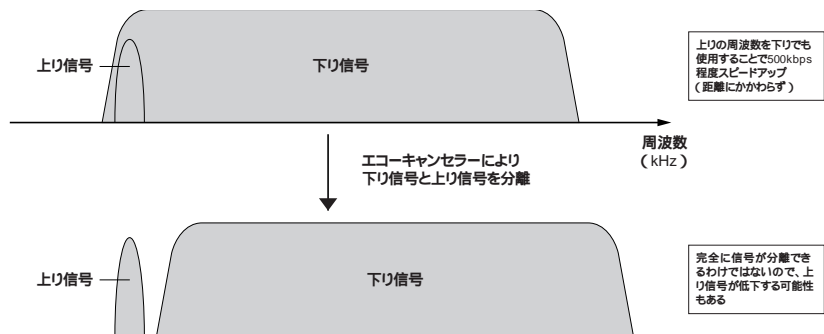 上り信号
下り信号
上りの周波数を下りでも
使用することで500kbps
程度スピードアップ
(距離にかかわらず)
周波数
(kHz)
エコーキャンセラーにより
下り信号と上り信号を分離
上り信号
下り信号
完全に信号が分離でき
るわけではないので、上
り信号が低下する可能性
もある